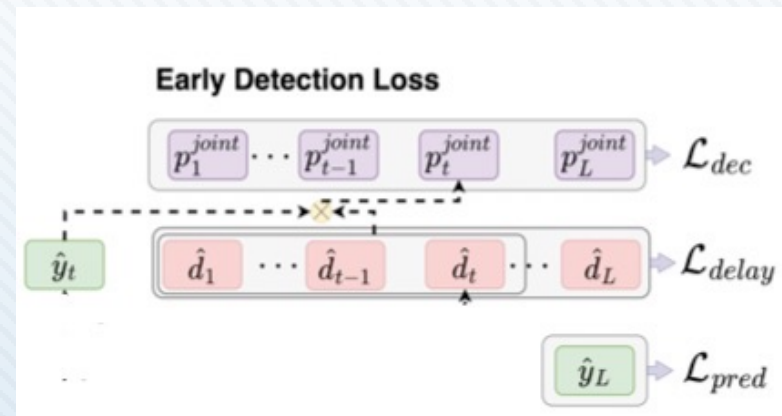 Early Detection Loss
p_1^{joint} ··· p_{t-1}^{joint} p_t^{joint} p_L^{joint} ℒ_{dec}
ŷ_t d̂_1 ··· d̂_{t-1} d̂_t ··· d̂_L ℒ_{delay}
ŷ_L ℒ_{pred}